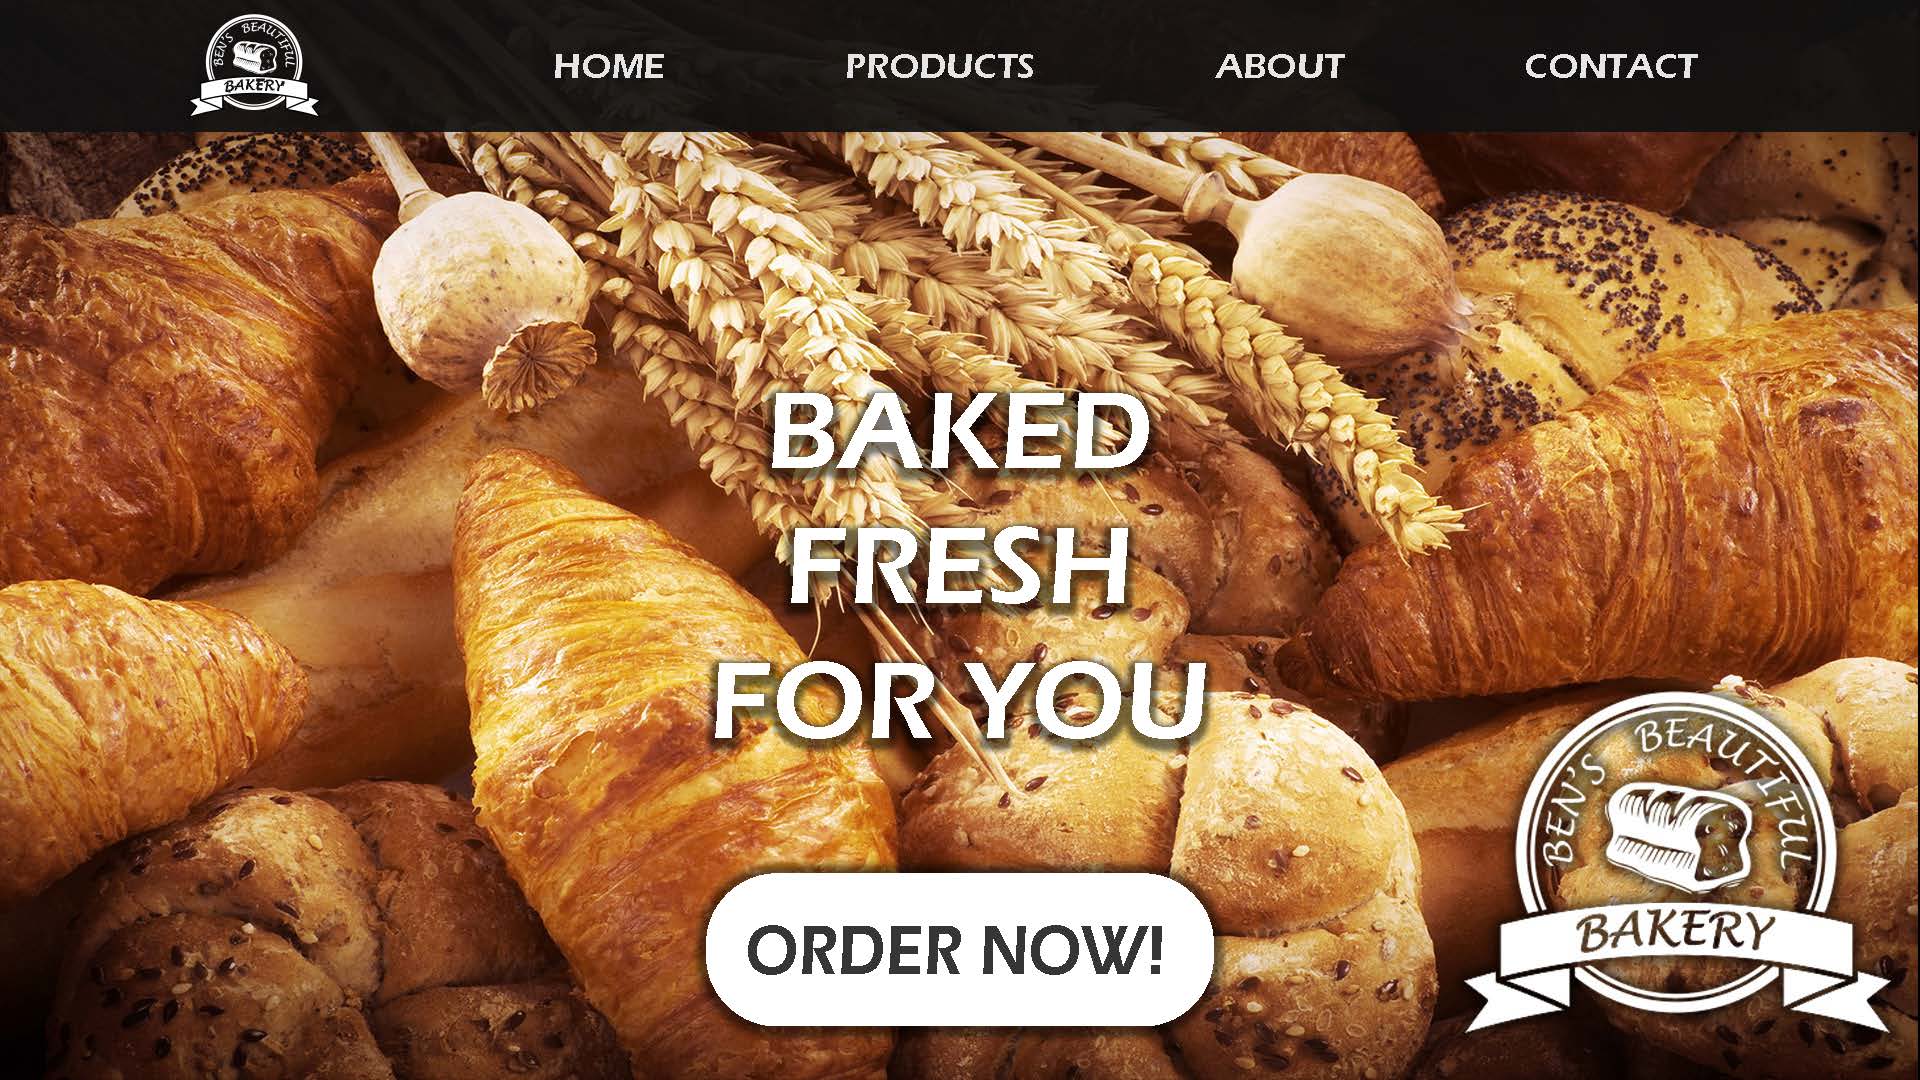 BEN'S BEAUTIFUL
BAKERY
HOME
PRODUCTS
ABOUT
CONTACT
BAKED
FRESH
FOR YOU
ORDER NOW!
BEN'S BEAUTIFUL
BAKERY